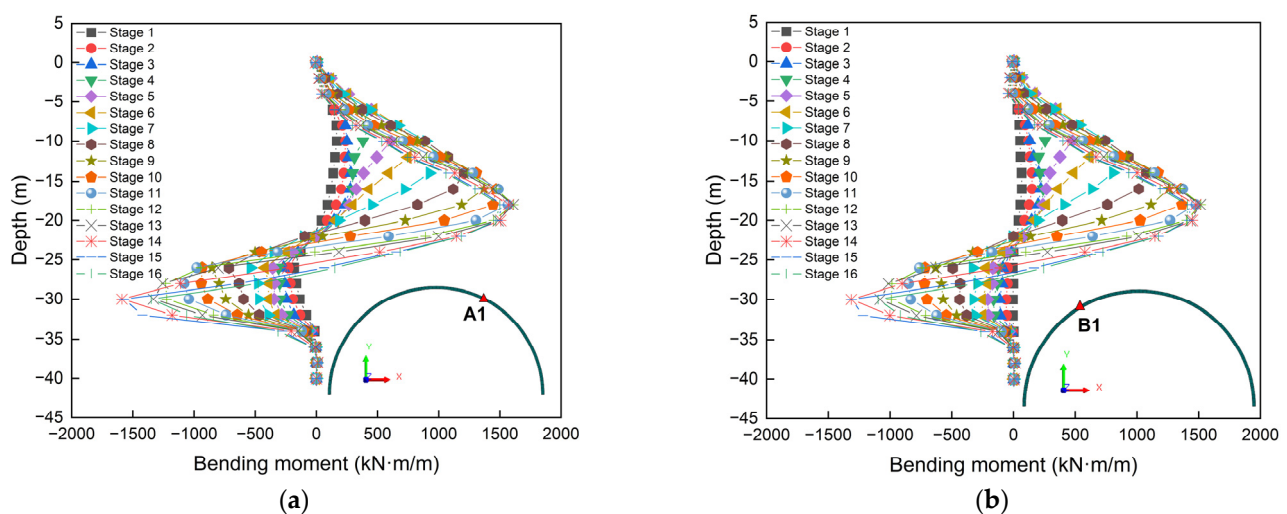 5
0
−5
−10
−15
−20
−25
−30
−35
−40
−45
Depth (m)
Stage 1
Stage 2
Stage 3
Stage 4
Stage 5
Stage 6
Stage 7
Stage 8
Stage 9
Stage 10
Stage 11
Stage 12
Stage 13
Stage 14
Stage 15
Stage 16
A1
Y
Z
X
−2000 −1500 −1000 −500 0 500 1000 1500 2000
Bending moment (kN·m/m)
(a)
5
0
−5
−10
−15
−20
−25
−30
−35
−40
−45
Depth (m)
Stage 1
Stage 2
Stage 3
Stage 4
Stage 5
Stage 6
Stage 7
Stage 8
Stage 9
Stage 10
Stage 11
Stage 12
Stage 13
Stage 14
Stage 15
Stage 16
B1
Y
Z
X
−2000 −1500 −1000 −500 0 500 1000 1500 2000
Bending moment (kN·m/m)
(b)